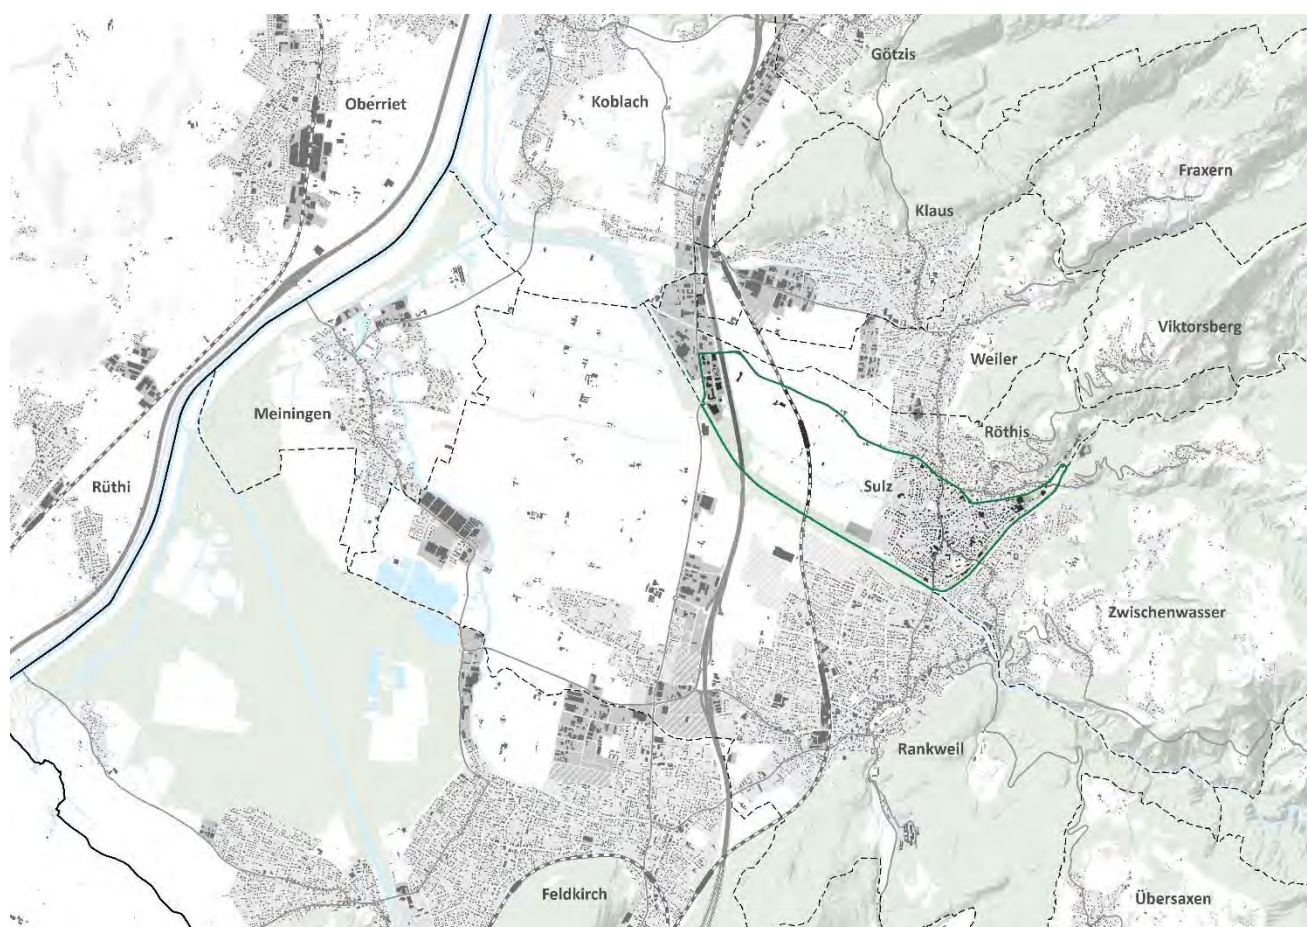 Götzis
Oberriet
Koblach
Fraxern
Klaus
Viktorsberg
Weiler
Meiningen
Röthis
Rüthi
Sulz
Zwischenwasser
Rankweil
Feldkirch
Übersaxen